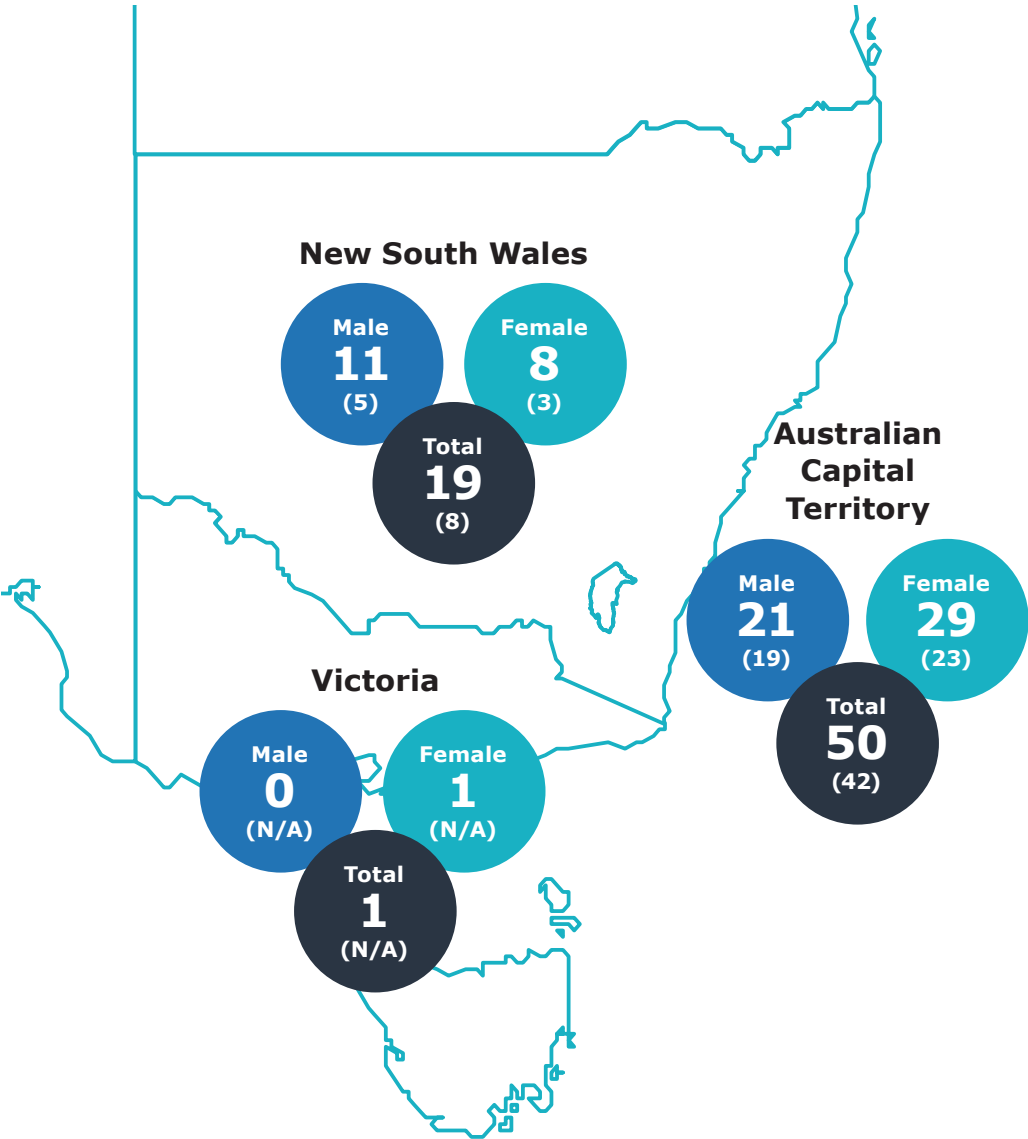 New South Wales
Male
11
(5)
Female
8
(3)
Total
19
(8)
Australian
Capital
Territory
Male
21
(19)
Female
29
(23)
Total
50
(42)
Victoria
Male
0
(N/A)
Female
1
(N/A)
Total
1
(N/A)